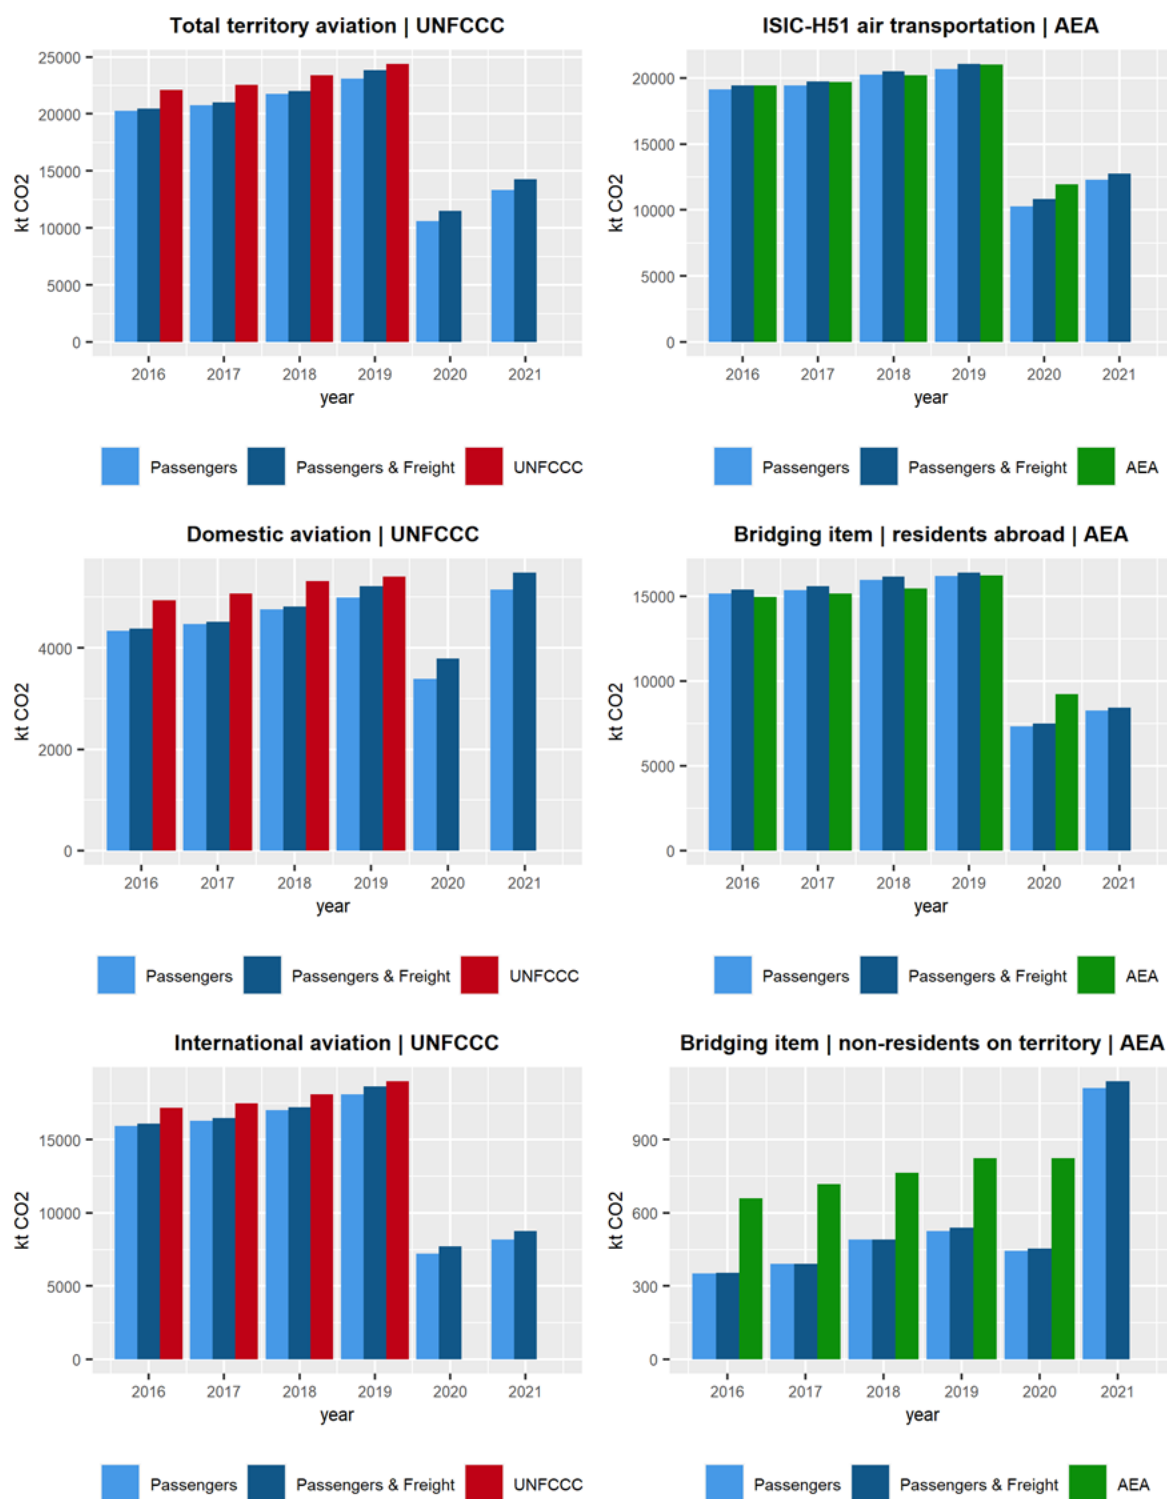 Total territory aviation | UNFCCC
kt CO2
25000
20000
15000
10000
5000
0
2016 2017 2018 2019 2020 2021
year
Passengers Passengers & Freight UNFCCC
ISIC-H51 air transportation | AEA
kt CO2
20000
15000
10000
5000
0
2016 2017 2018 2019 2020 2021
year
Passengers Passengers & Freight AEA
Domestic aviation | UNFCCC
kt CO2
4000
2000
0
2016 2017 2018 2019 2020 2021
year
Passengers Passengers & Freight UNFCCC
Bridging item | residents abroad | AEA
kt CO2
15000
10000
5000
0
2016 2017 2018 2019 2020 2021
year
Passengers Passengers & Freight AEA
International aviation | UNFCCC
kt CO2
15000
10000
5000
0
2016 2017 2018 2019 2020 2021
year
Passengers Passengers & Freight UNFCCC
Bridging item | non-residents on territory | AEA
kt CO2
900
600
300
0
2016 2017 2018 2019 2020 2021
year
Passengers Passengers & Freight AEA